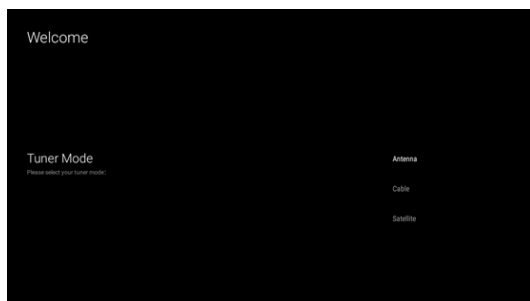 Welcome
Tuner Mode
Please select your tuner mode:
Antenna
Cable
Satellite